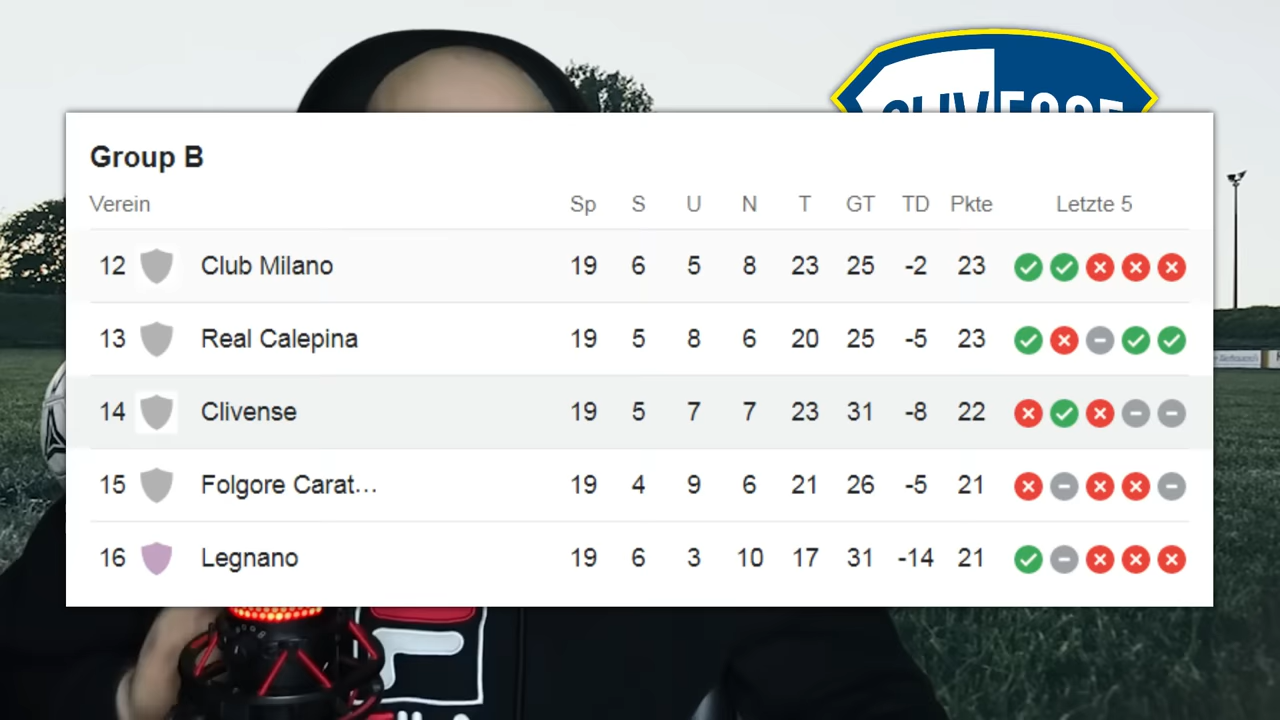 CLIVENSE
Group B
Verein Sp S U N T GT TD Pkte Letzte 5
12 Club Milano 19 6 5 8 23 25 -2 23
13 Real Calepina 19 5 8 6 20 25 -5 23
14 Clivense 19 5 7 7 23 31 -8 22
15 Folgore Carat... 19 4 9 6 21 26 -5 21
16 Legnano 19 6 3 10 17 31 -14 21